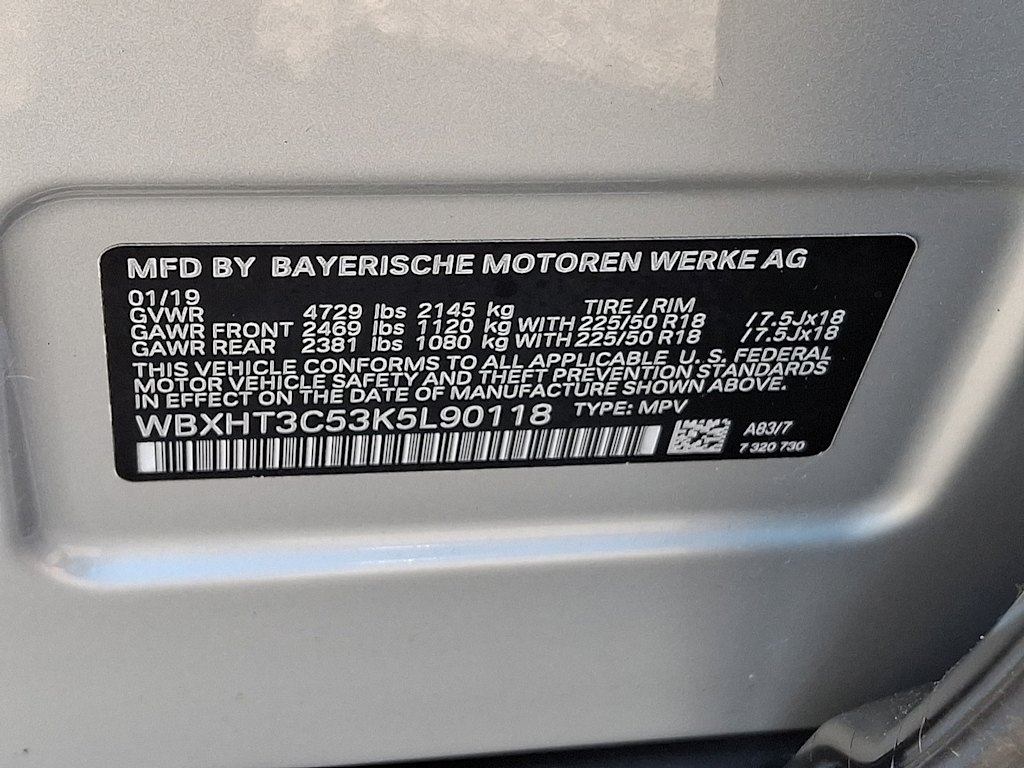 MFD BY BAYERISCHE MOTOREN WERKE AG
01/19 TIRE / RIM
GVWR 4729 lbs 2145 kg
GAWR FRONT 2469 lbs 1120 kg WITH 225/50 R18 /7.5Jx18
GAWR REAR 2381 lbs 1080 kg WITH 225/50 R18 /7.5Jx18
THIS VEHICLE CONFORMS TO ALL APPLICABLE U. S. FEDERAL
MOTOR VEHICLE SAFETY AND THEFT PREVENTION STANDARDS
IN EFFECT ON THE DATE OF MANUFACTURE SHOWN ABOVE.
WBXHT3C53K5L90118 TYPE: MPV
A83/7
7 320 730